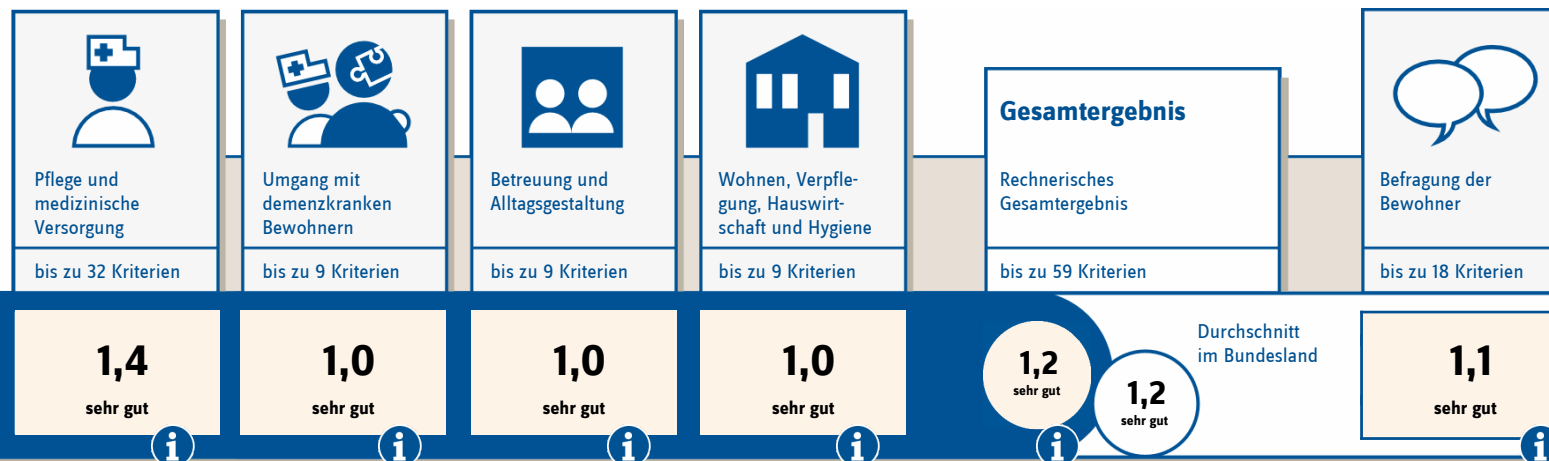 Pflege und
medizinische
Versorgung
bis zu 32 Kriterien
1,4
sehr gut
i
Umgang mit
demenzkranken
Bewohnern
bis zu 9 Kriterien
1,0
sehr gut
i
Betreuung und
Alltagsgestaltung
bis zu 9 Kriterien
1,0
sehr gut
i
Wohnen, Verpfle-
gung, Hauswirt-
schaft und Hygiene
bis zu 9 Kriterien
1,0
sehr gut
i
Gesamtergebnis
Rechnerisches
Gesamtergebnis
bis zu 59 Kriterien
1,2
sehr gut
i
Durchschnitt
im Bundesland
1,2
sehr gut
Befragung der
Bewohner
bis zu 18 Kriterien
1,1
sehr gut
i